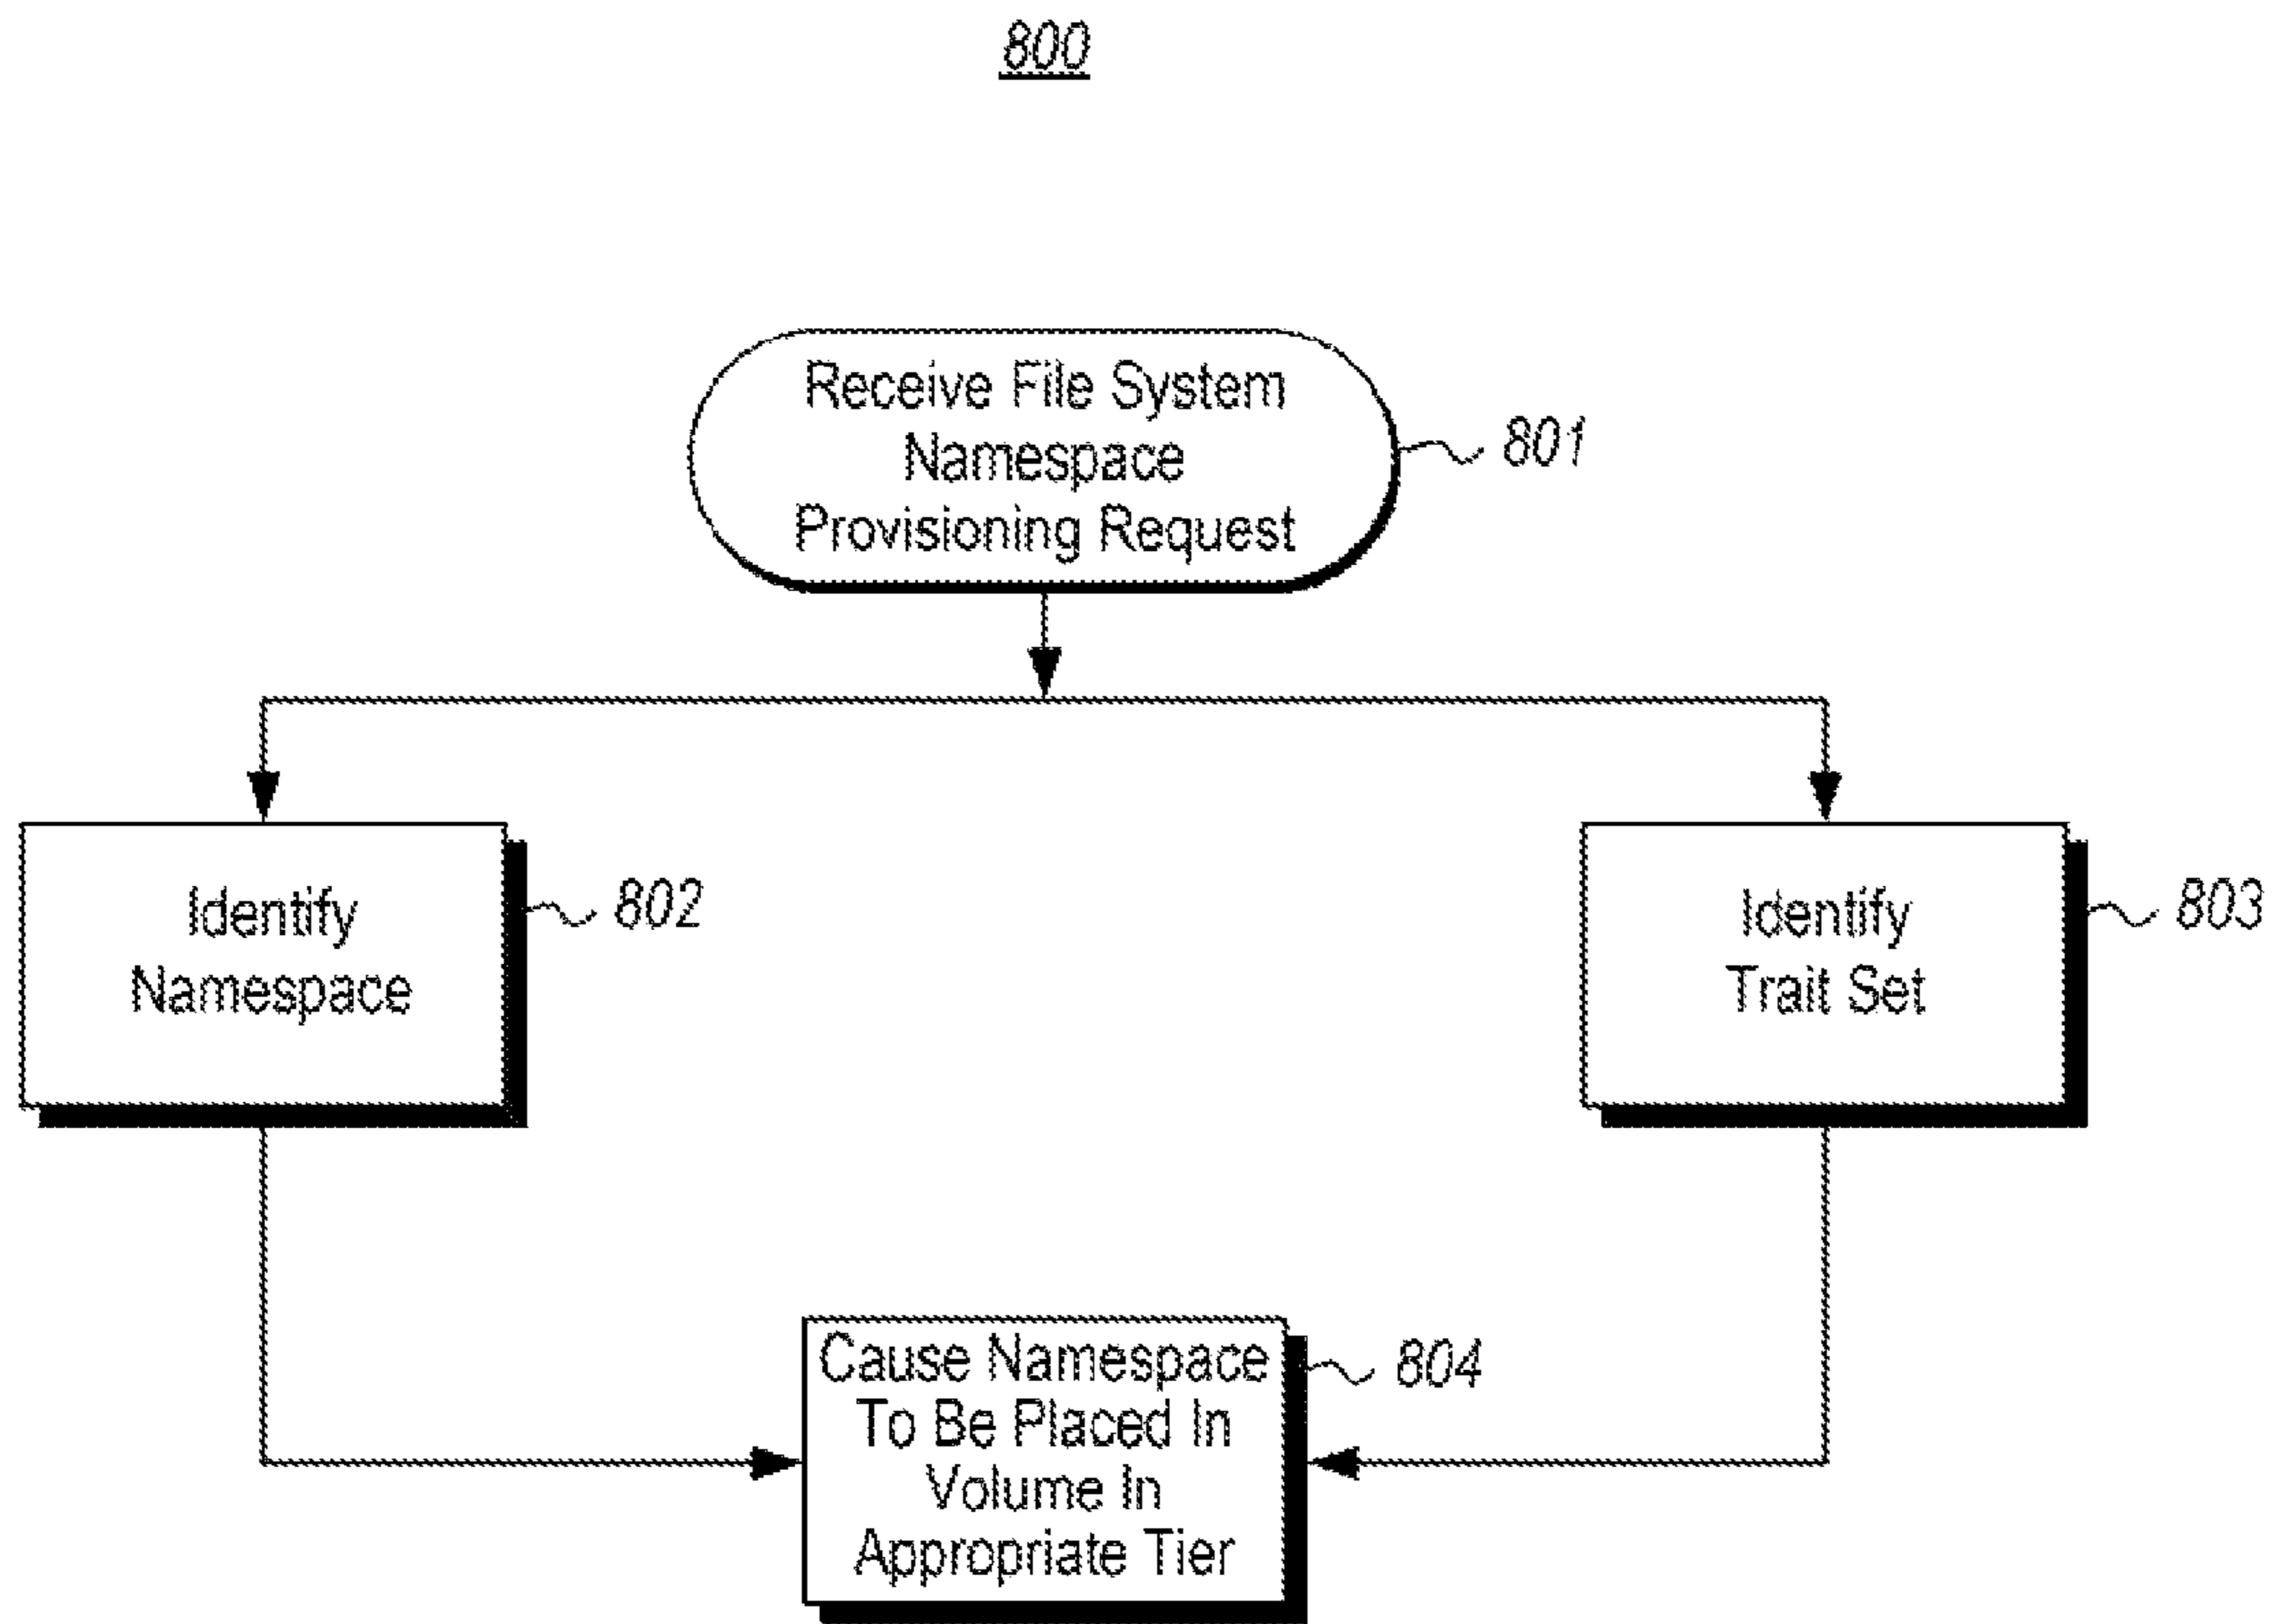 800
Receive File System
Namespace
Provisioning Request
801
Identify
Namespace
802
Identify
Trait Set
803
Cause Namespace
To Be Placed In
Volume In
Appropriate Tier
804